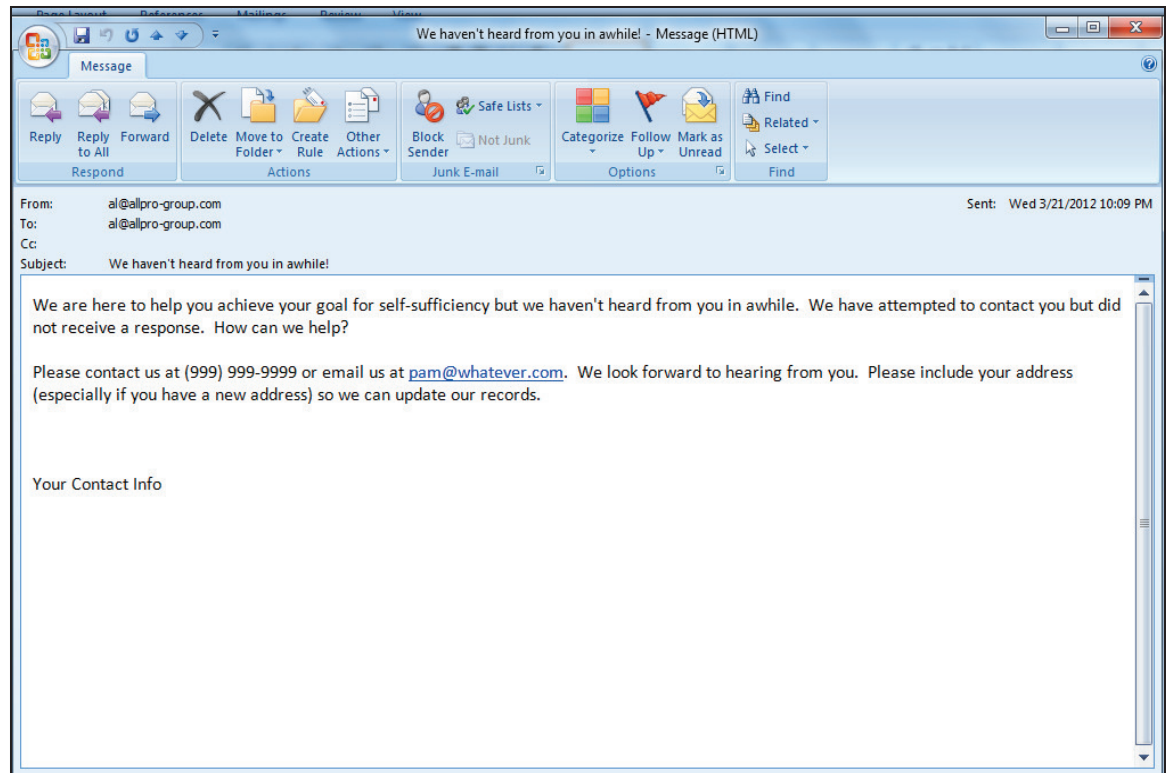 Page Layout References Mailings Review View
We haven't heard from you in awhile! - Message (HTML)
Message
Reply Reply to All Forward Delete Move to Folder Create Rule Other Actions Block Sender Safe Lists Not Junk Categorize Follow Up Mark as Unread Find Related Select
Respond Actions Junk E-mail Options Find
From: al@allpro-group.com Sent: Wed 3/21/2012 10:09 PM
To: al@allpro-group.com
Cc:
Subject: We haven't heard from you in awhile!
We are here to help you achieve your goal for self-sufficiency but we haven't heard from you in awhile.  We have attempted to contact you but did
not receive a response.  How can we help?
Please contact us at (999) 999-9999 or email us at pam@whatever.com.  We look forward to hearing from you.  Please include your address
(especially if you have a new address) so we can update our records.
Your Contact Info